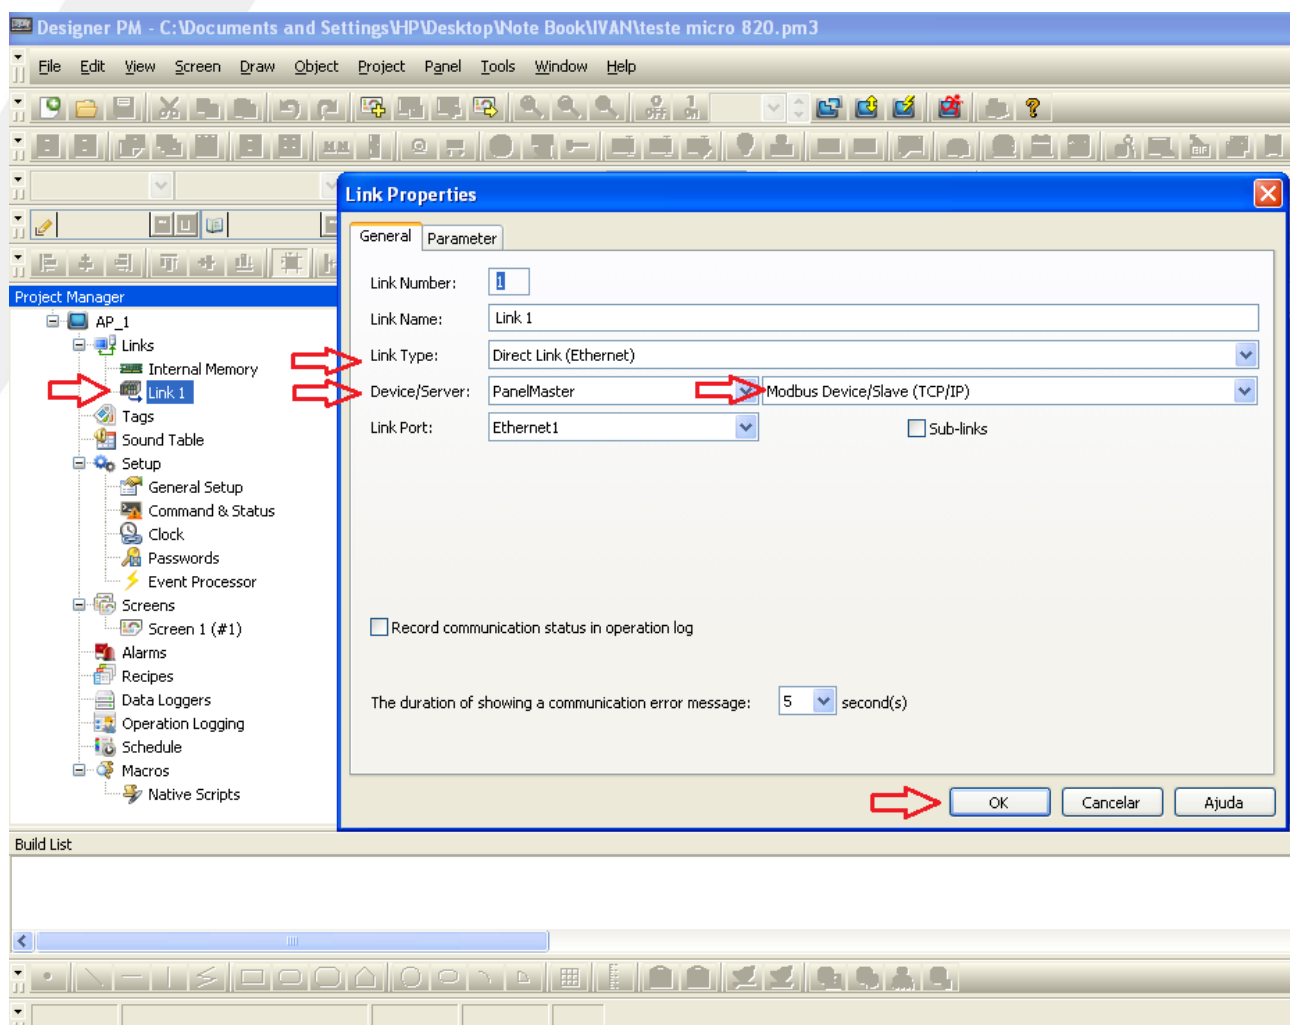 Designer PM - C:\Documents and Settings\HP\Desktop\Note Book\IVAN\teste micro 820.pm3
File Edit View Screen Draw Object Project Panel Tools Window Help
Link Properties
General Parameter
Link Number: 1
Link Name: Link 1
Link Type: Direct Link (Ethernet)
Device/Server: PanelMaster Modbus Device/Slave (TCP/IP)
Link Port: Ethernet1 Sub-links
Record communication status in operation log
The duration of showing a communication error message: 5 second(s)
OK Cancelar Ajuda
Project Manager
AP_1
Links
Internal Memory
Link 1
Tags
Sound Table
Setup
General Setup
Command & Status
Clock
Passwords
Event Processor
Screens
Screen 1 (#1)
Alarms
Recipes
Data Loggers
Operation Logging
Schedule
Macros
Native Scripts
Build List